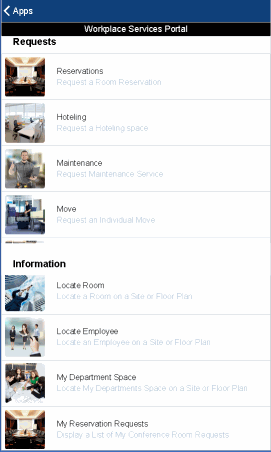 Apps
Workplace Services Portal
Requests
Reservations
Request a Room Reservation
Hoteling
Request a Hoteling space
Maintenance
Request Maintenance Service
Move
Request an Individual Move
Information
Locate Room
Locate a Room on a Site or Floor Plan
Locate Employee
Locate an Employee on a Site or Floor Plan
My Department Space
Locate My Departments Space on a Site or Floor Plan
My Reservation Requests
Display a List of My Conference Room Requests